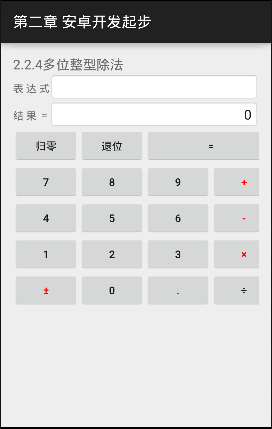 第二章 安卓开发起步
2.2.4多位整型除法
表 达 式
结 果 = 0
归零 退位 =
7 8 9 +
4 5 6 -
1 2 3 ×
± 0 . ÷